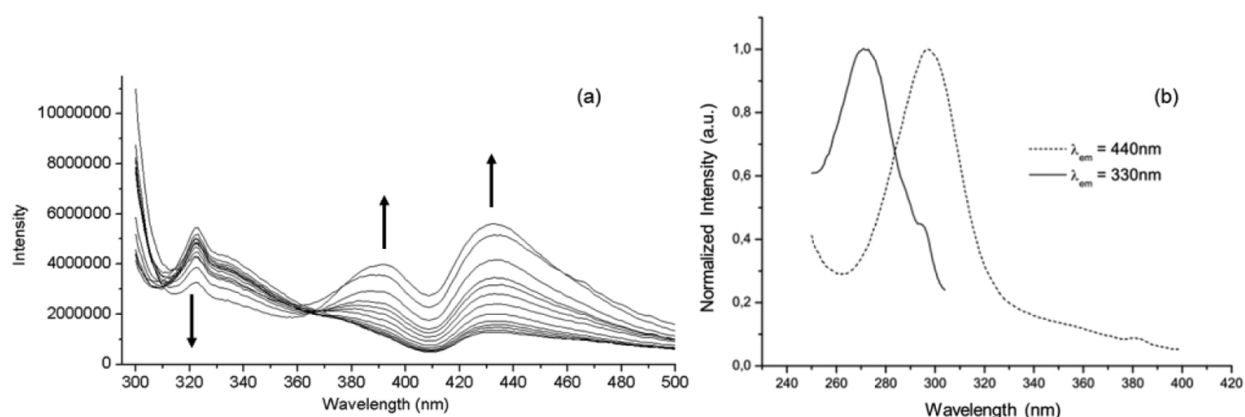 (a)
Intensity
10000000
8000000
6000000
4000000
2000000
0
300 320 340 360 380 400 420 440 460 480 500
Wavelength (nm)
(b)
Normalized Intensity (a.u.)
1,0
0,8
0,6
0,4
0,2
0,0
λem = 440nm
λem = 330nm
240 260 280 300 320 340 360 380 400 420
Wavelength (nm)